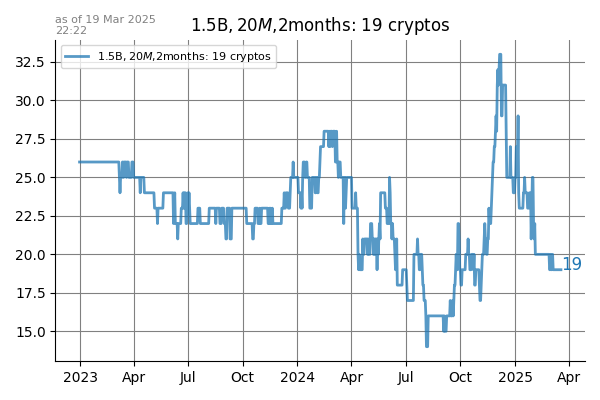 as of 19 Mar 2025
22:22
1.5B, 20M,2months: 19 cryptos
1.5B, 20M,2months: 19 cryptos
32.5
30.0
27.5
25.0
22.5
20.0
17.5
15.0
19
2023 Apr Jul Oct 2024 Apr Jul Oct 2025 Apr